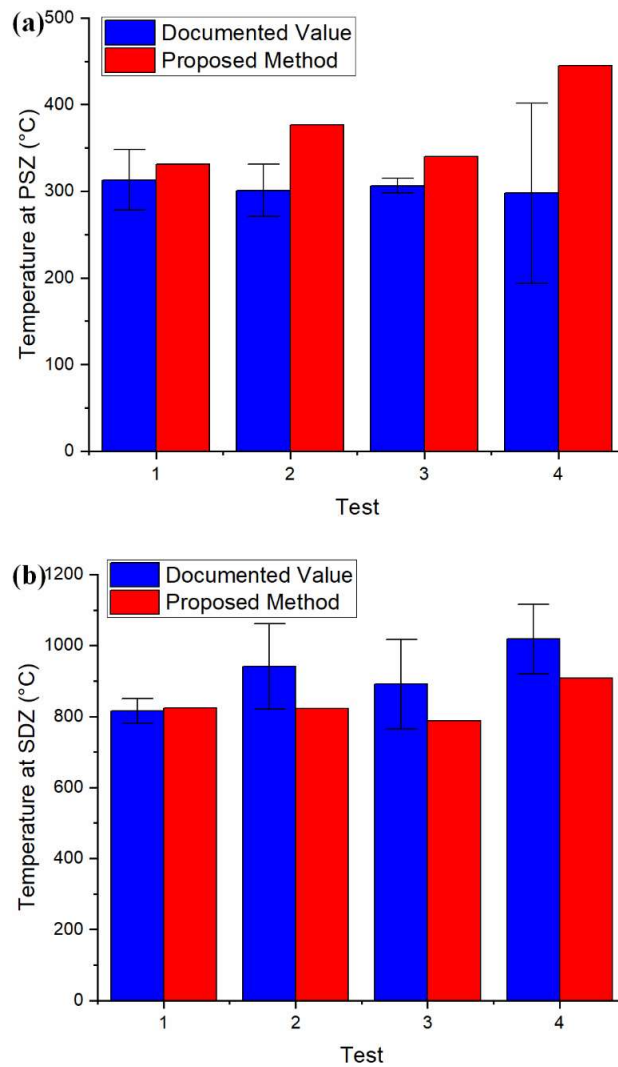 (a)
500
400
300
200
100
0
Temperature at PSZ (°C)
Documented Value
Proposed Method
1 2 3 4
Test
(b)
1200
1000
800
600
400
200
0
Temperature at SDZ (°C)
Documented Value
Proposed Method
1 2 3 4
Test